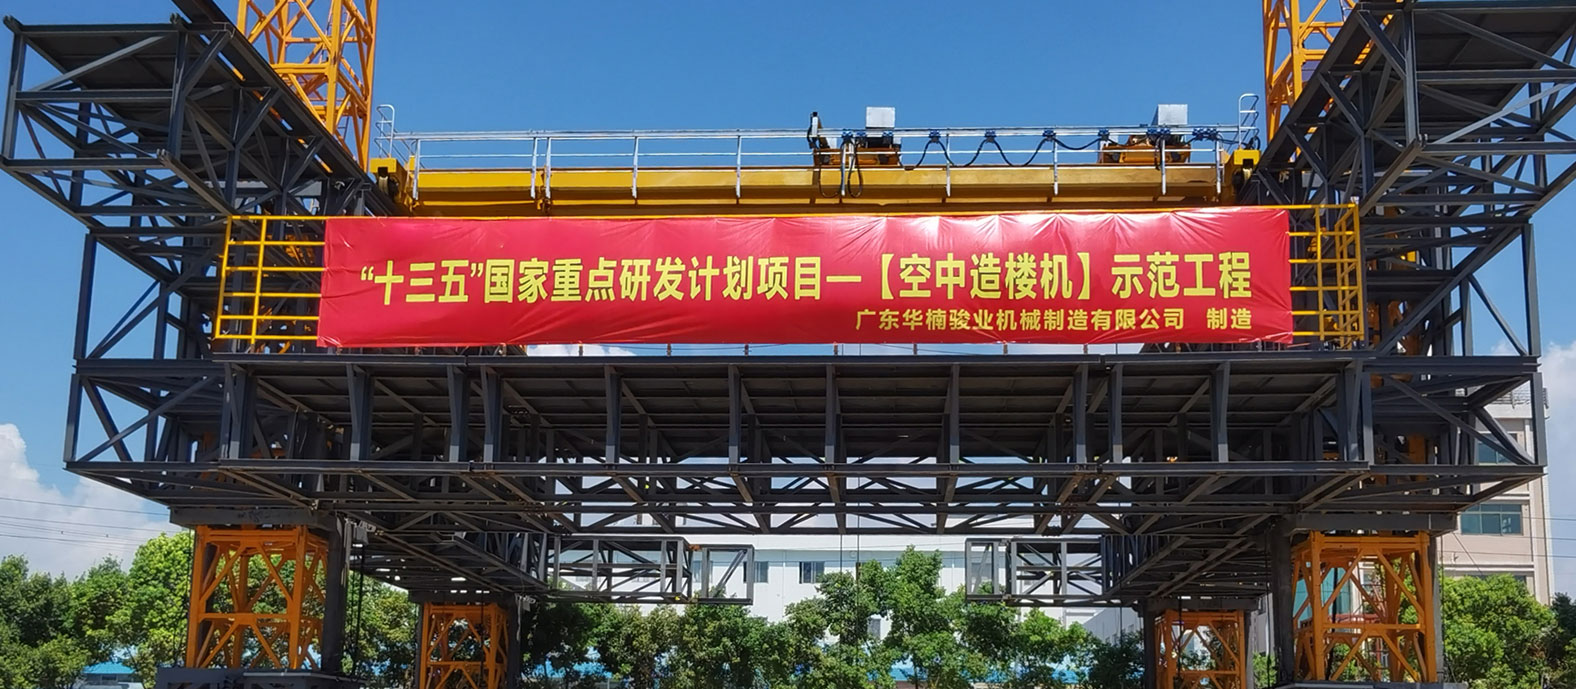 “十三五”国家重点研发计划项目—【空中造楼机】示范工程
广东华楠骏业机械制造有限公司 制造